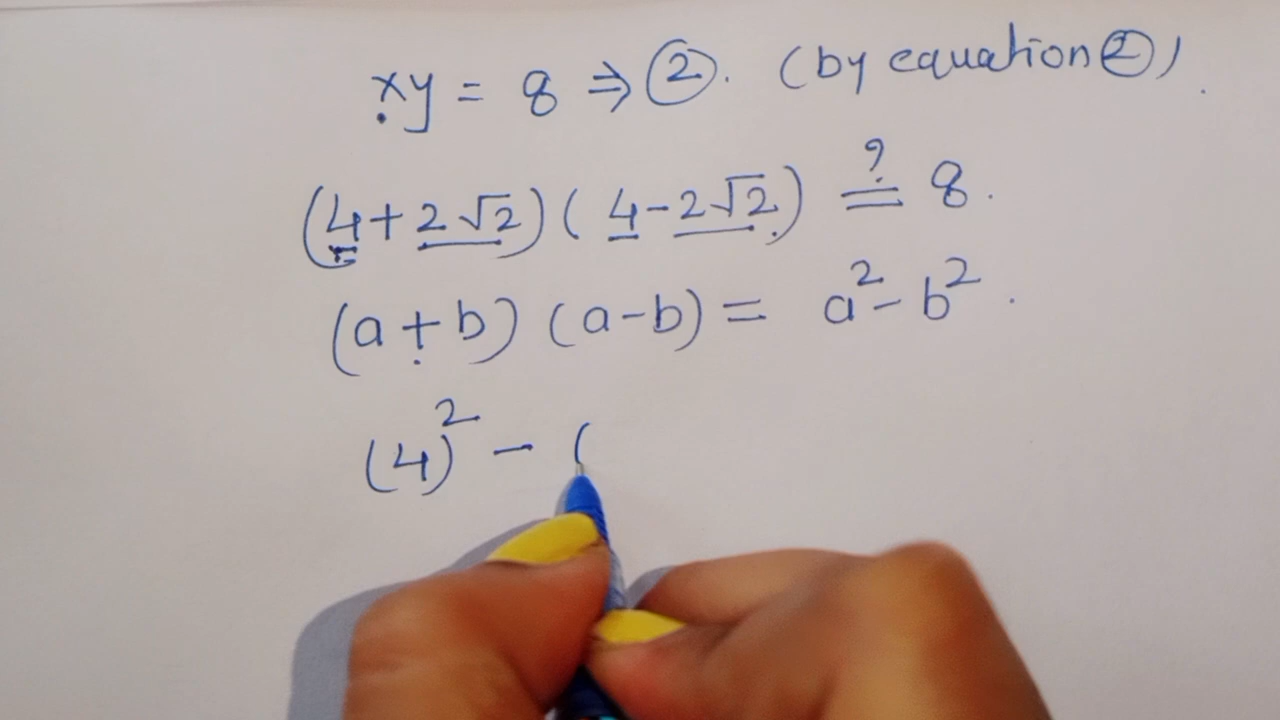 xy = 8 ⇒ ②. (by equation ②).
(4+2√2)(4-2√2) ≟ 8.
(a+b)(a-b) = a²-b².
(4)² - (